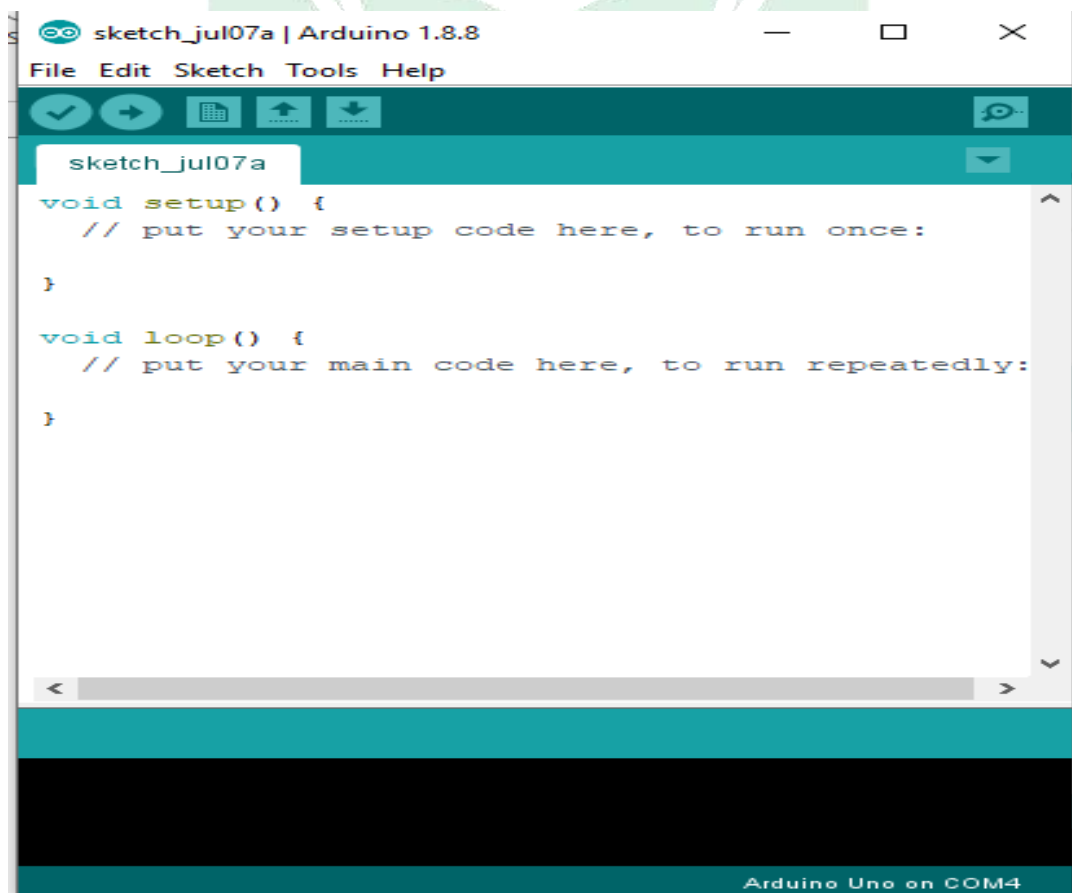 sketch_jul07a | Arduino 1.8.8
File Edit Sketch Tools Help
sketch_jul07a
void setup() {
// put your setup code here, to run once:
}
void loop() {
// put your main code here, to run repeatedly:
}
Arduino Uno on COM4